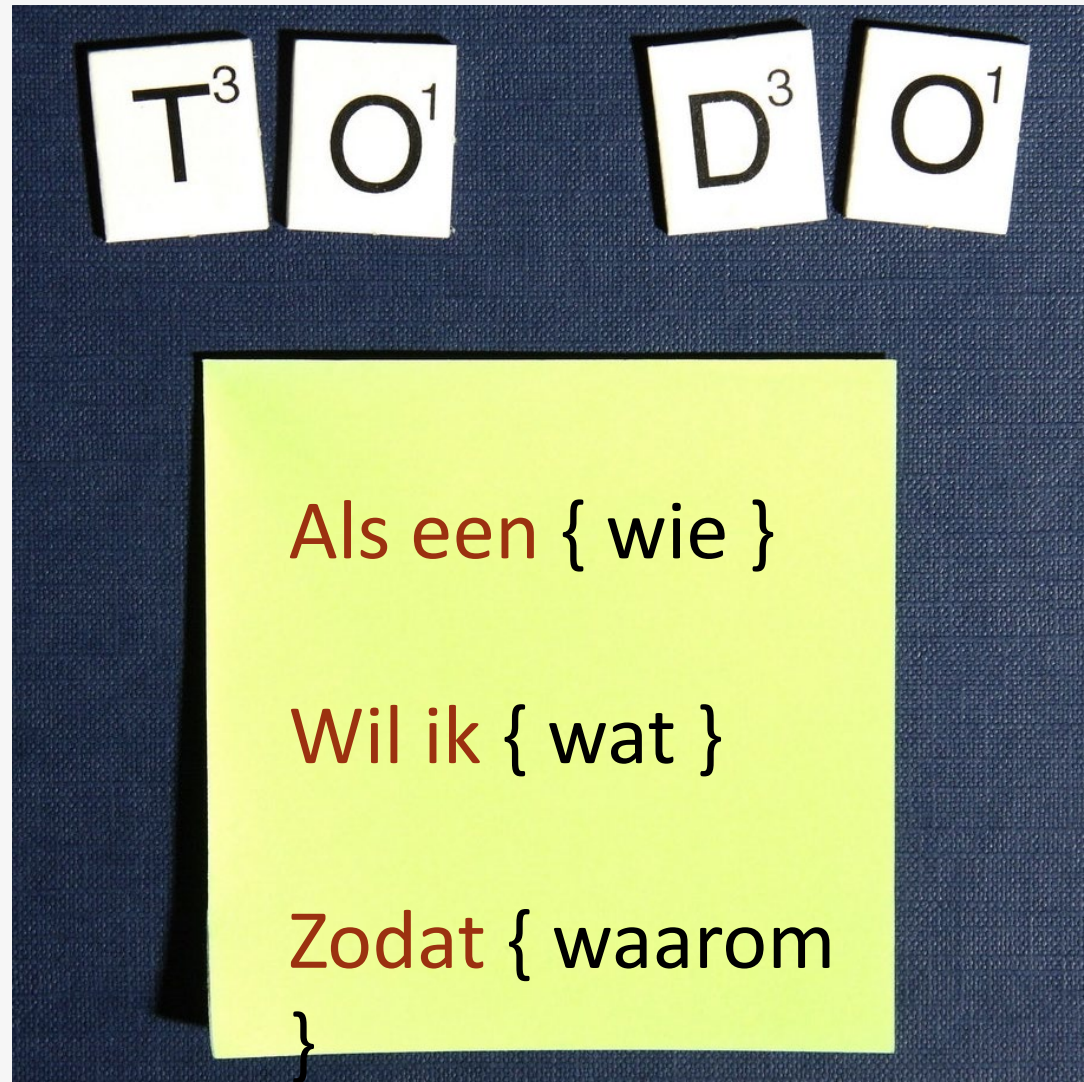 T3 O1 D3 O1
Als een { wie }
Wil ik { wat }
Zodat { waarom
}